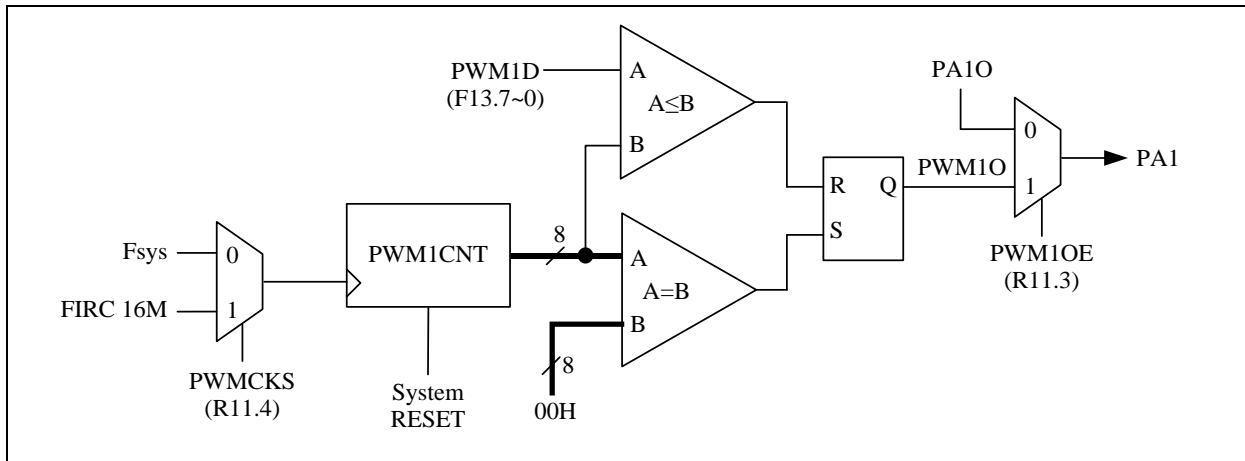 PWM1D
(F13.7~0)
A
A≤B
B
PA1O
0
1
PA1
PWM1O
R
Q
S
PWM1OE
(R11.3)
Fsys
0
FIRC 16M
1
PWMCKS
(R11.4)
PWM1CNT
System
RESET
8
A
A=B
B
8
00H